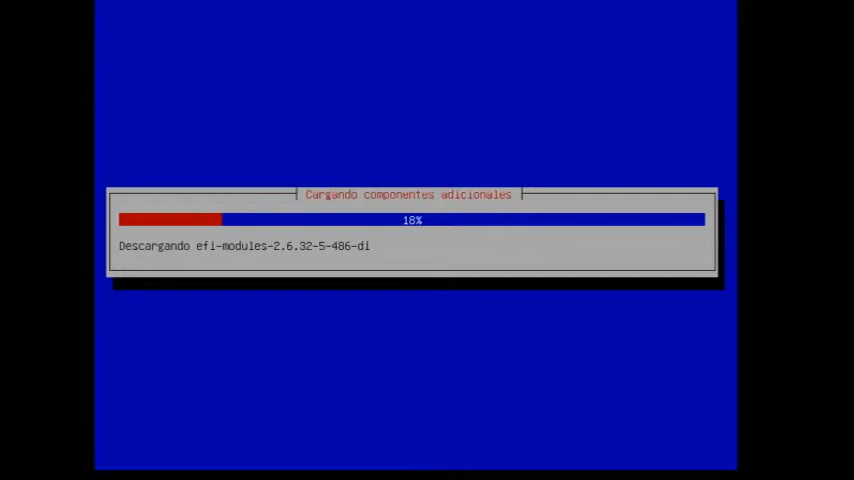 Cargando componentes adicionales
18%
Descargando efi-modules-2.6.32-5-486-di